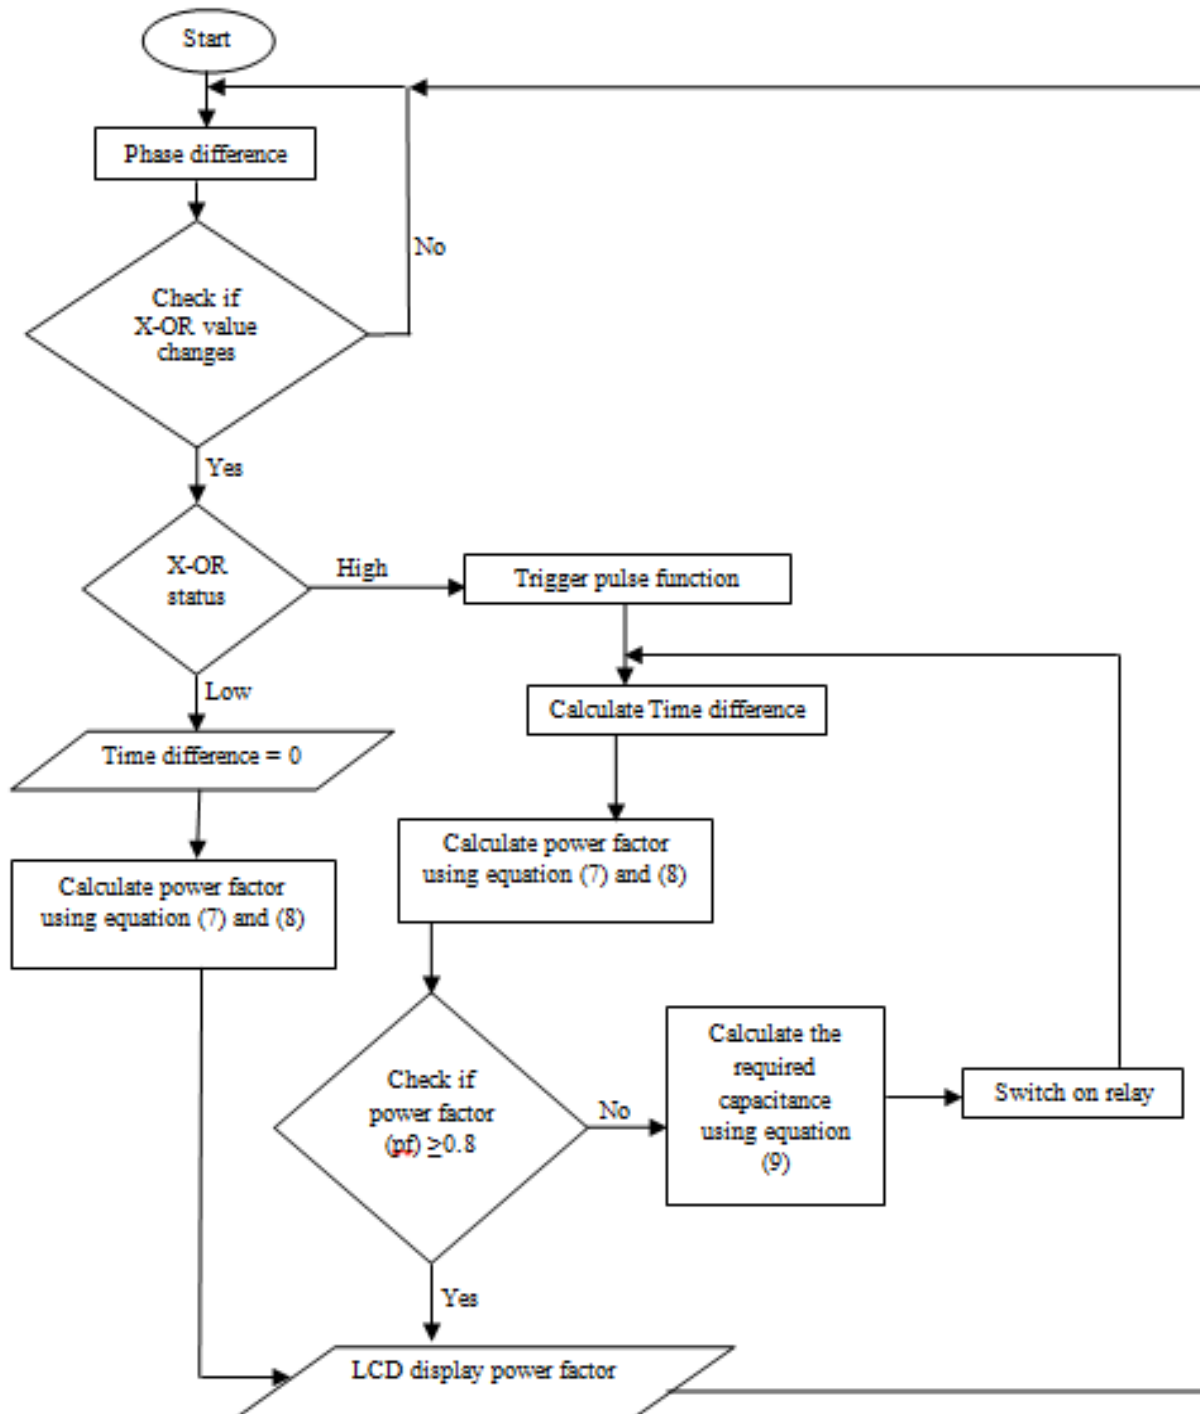 Start
Phase difference
No
Check if
X-OR value
changes
Yes
X-OR
status
High
Trigger pulse function
Low
Calculate Time difference
Time difference = 0
Calculate power factor
using equation (7) and (8)
Calculate power factor
using equation (7) and (8)
Check if
power factor
(pf) ≥0.8
No
Calculate the
required
capacitance
using equation
(9)
Switch on relay
Yes
LCD display power factor